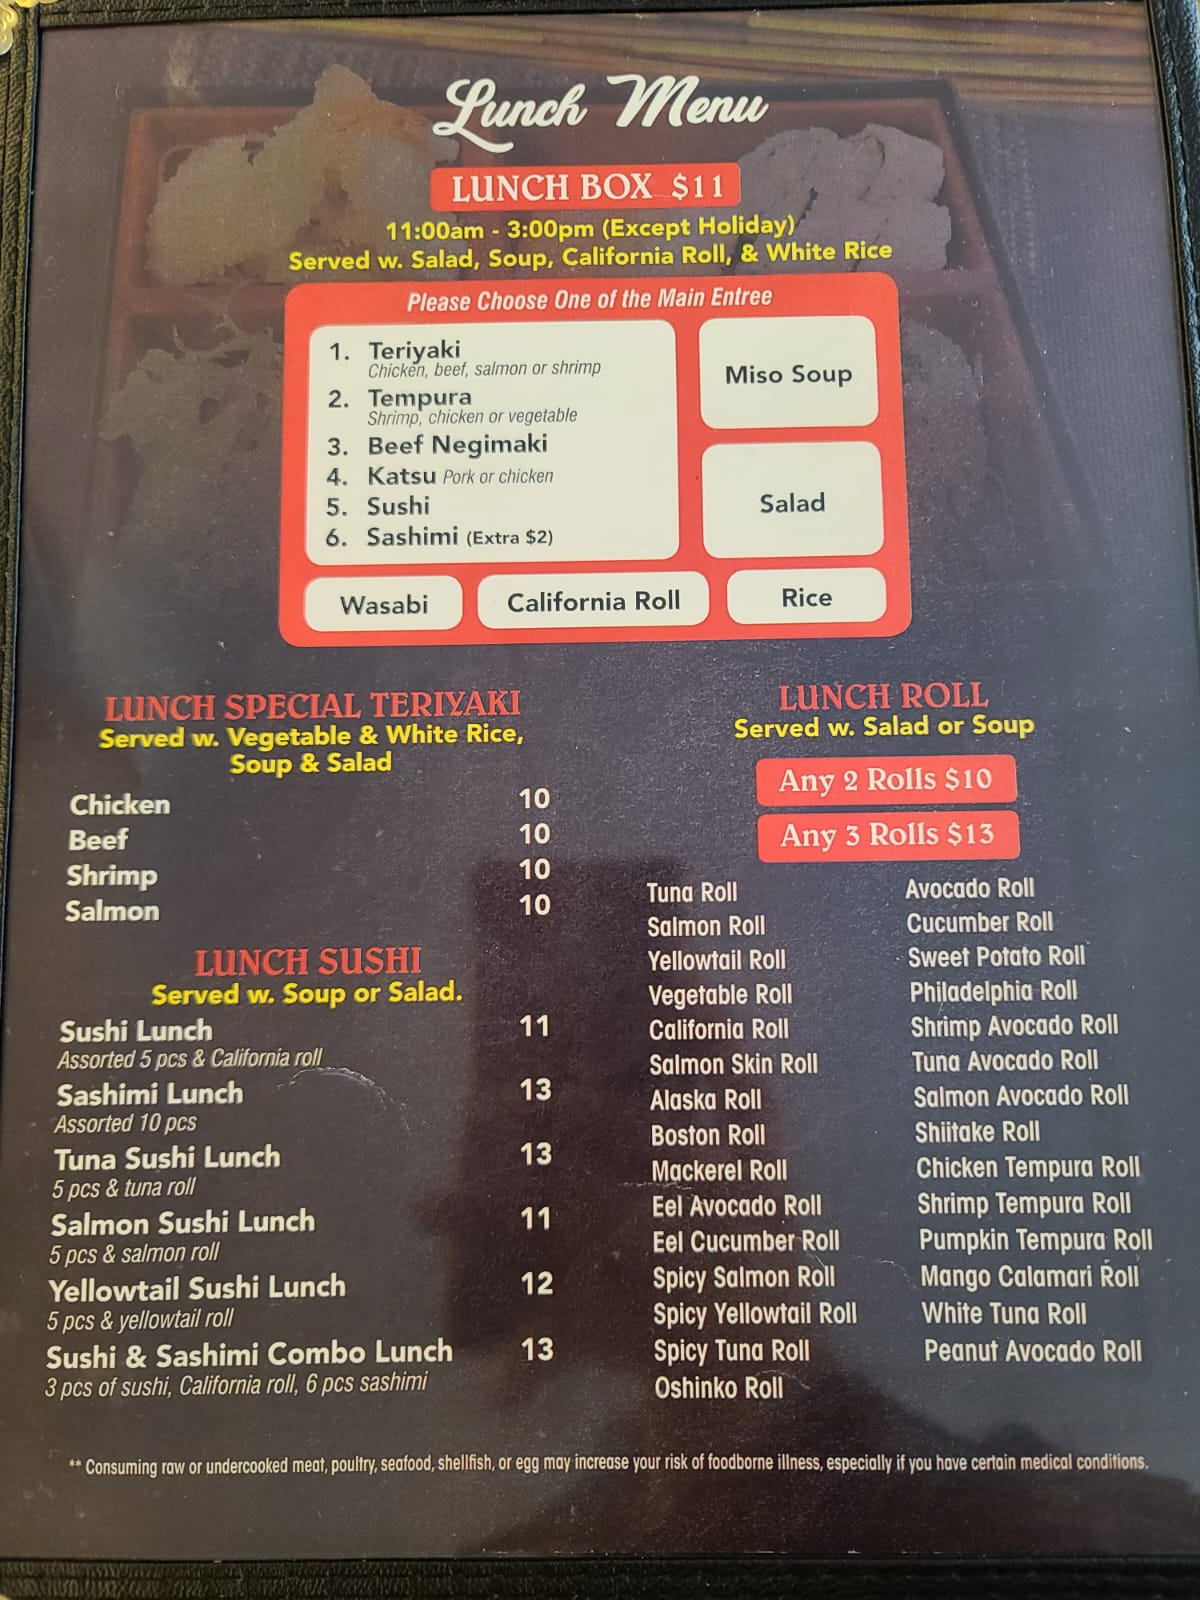 Lunch Menu
LUNCH BOX $11
11:00am - 3:00pm (Except Holiday)
Served w. Salad, Soup, California Roll, & White Rice
Please Choose One of the Main Entree
1. Teriyaki
Chicken, beef, salmon or shrimp
2. Tempura
Shrimp, chicken or vegetable
3. Beef Negimaki
4. Katsu Pork or chicken
5. Sushi
6. Sashimi (Extra $2)
Miso Soup
Salad
Wasabi
California Roll
Rice
LUNCH SPECIAL TERIYAKI
Served w. Vegetable & White Rice,
Soup & Salad
Chicken 10
Beef 10
Shrimp 10
Salmon 10
LUNCH SUSHI
Served w. Soup or Salad.
Sushi Lunch 11
Assorted 5 pcs & California roll
Sashimi Lunch 13
Assorted 10 pcs
Tuna Sushi Lunch 13
5 pcs & tuna roll
Salmon Sushi Lunch 11
5 pcs & salmon roll
Yellowtail Sushi Lunch 12
5 pcs & yellowtail roll
Sushi & Sashimi Combo Lunch 13
3 pcs of sushi, California roll, 6 pcs sashimi
LUNCH ROLL
Served w. Salad or Soup
Any 2 Rolls $10
Any 3 Rolls $13
Tuna Roll
Salmon Roll
Yellowtail Roll
Vegetable Roll
California Roll
Salmon Skin Roll
Alaska Roll
Boston Roll
Mackerel Roll
Eel Avocado Roll
Eel Cucumber Roll
Spicy Salmon Roll
Spicy Yellowtail Roll
Spicy Tuna Roll
Oshinko Roll
Avocado Roll
Cucumber Roll
Sweet Potato Roll
Philadelphia Roll
Shrimp Avocado Roll
Tuna Avocado Roll
Salmon Avocado Roll
Shiitake Roll
Chicken Tempura Roll
Shrimp Tempura Roll
Pumpkin Tempura Roll
Mango Calamari Roll
White Tuna Roll
Peanut Avocado Roll
** Consuming raw or undercooked meat, poultry, seafood, shellfish, or egg may increase your risk of foodborne illness, especially if you have certain medical conditions.